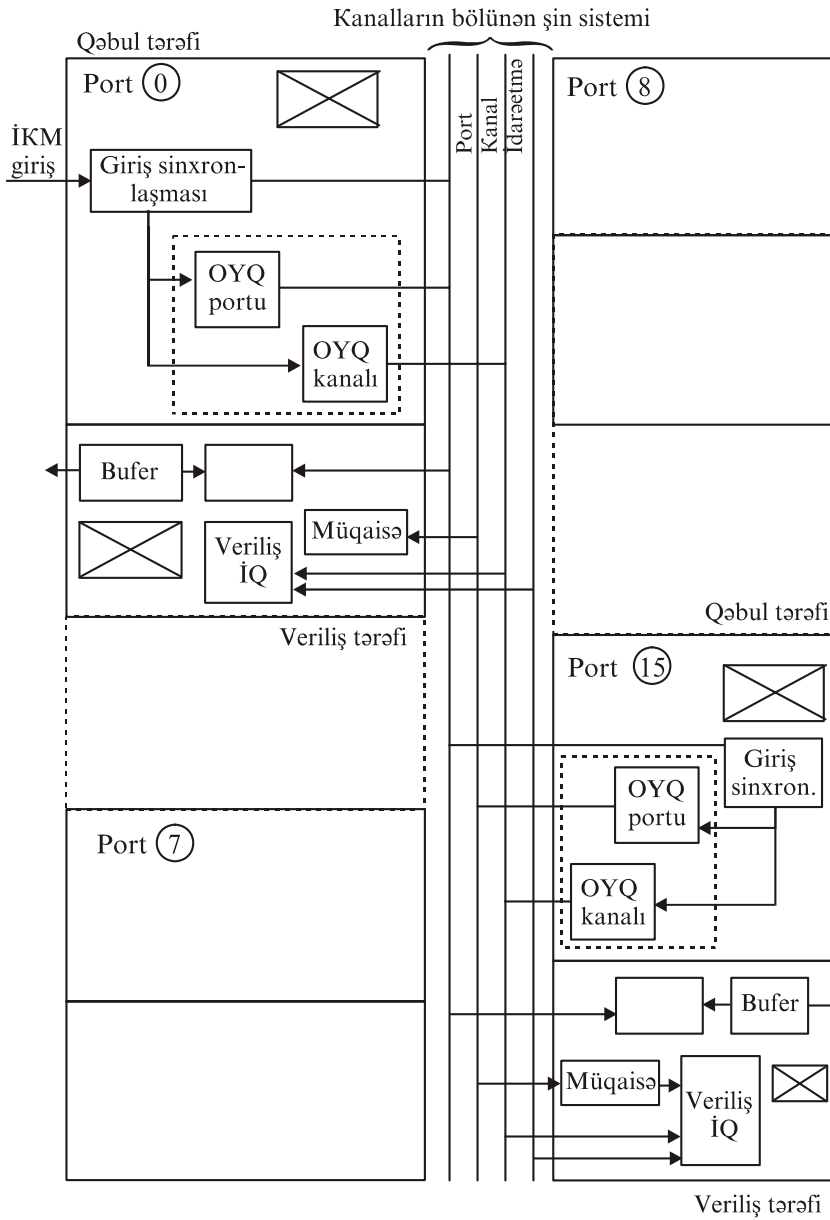 Kanalların bölünən şin sistemi
Qəbul tərəfi
Port 0
İKM
giriş
Giriş sinxron-
laşması
OYQ
portu
OYQ
kanalı
Bufer
Müqaisə
Veriliş
İQ
Veriliş tərəfi
Port 7
Port
Kanal
İdarəetmə
Port 8
Qəbul tərəfi
Port 15
Giriş
sinxron.
OYQ
portu
OYQ
kanalı
Bufer
Müqaisə
Veriliş
İQ
Veriliş tərəfi